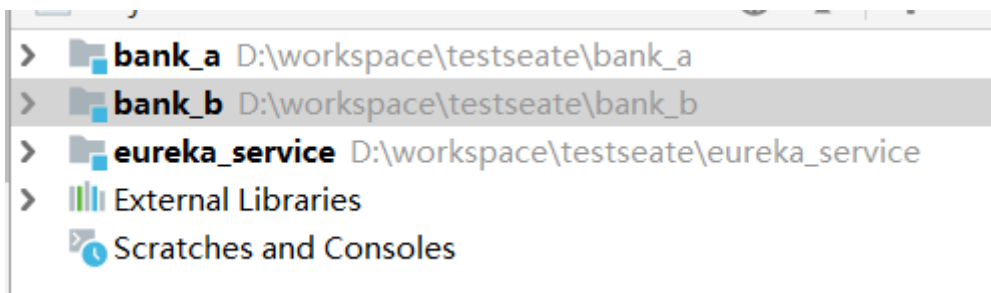 bank_a D:\workspace\testseate\bank_a
bank_b D:\workspace\testseate\bank_b
eureka_service D:\workspace\testseate\eureka_service
External Libraries
Scratches and Consoles